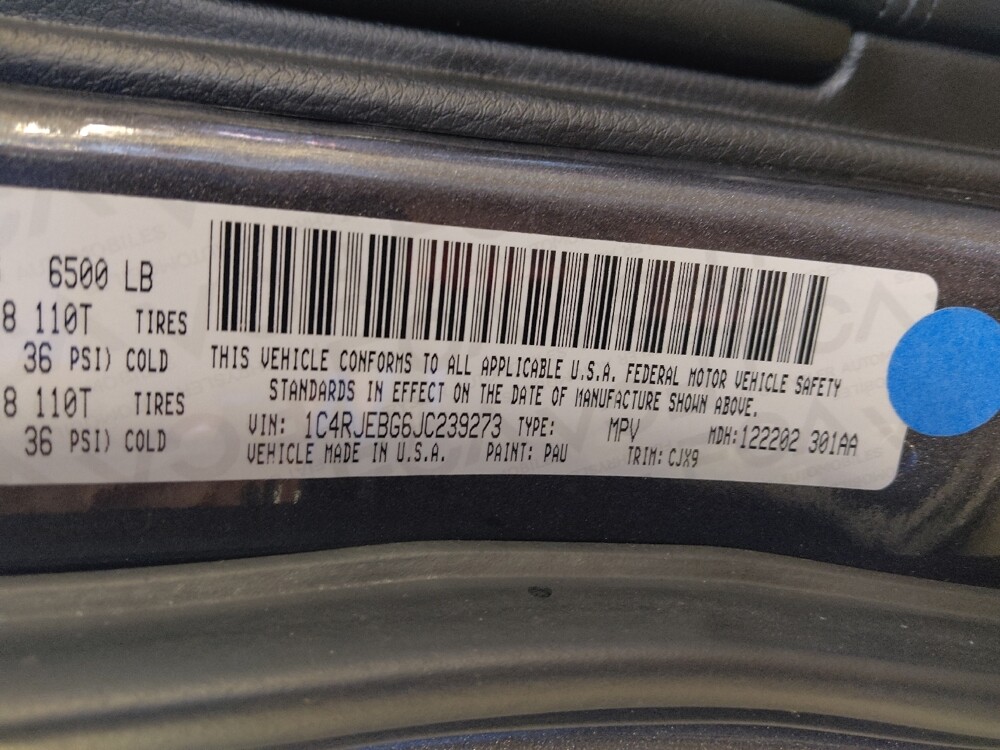 6500 LB
8 110T TIRES
36 PSI) COLD
8 110T TIRES
36 PSI) COLD
THIS VEHICLE CONFORMS TO ALL APPLICABLE U.S.A. FEDERAL MOTOR VEHICLE SAFETY
STANDARDS IN EFFECT ON THE DATE OF MANUFACTURE SHOWN ABOVE.
VIN: 1C4RJEBG6JC239273 TYPE: MPV MDH:122202 301AA
VEHICLE MADE IN U.S.A. PAINT: PAU TRIM: CJX9